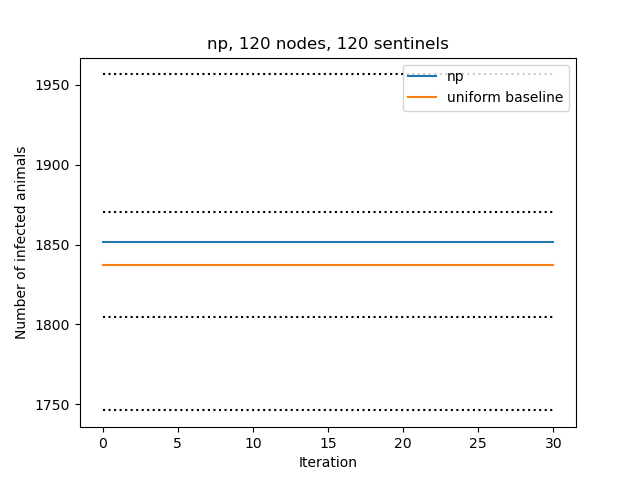 np, 120 nodes, 120 sentinels
np
uniform baseline
Number of infected animals
1950
1900
1850
1800
1750
0 5 10 15 20 25 30
Iteration